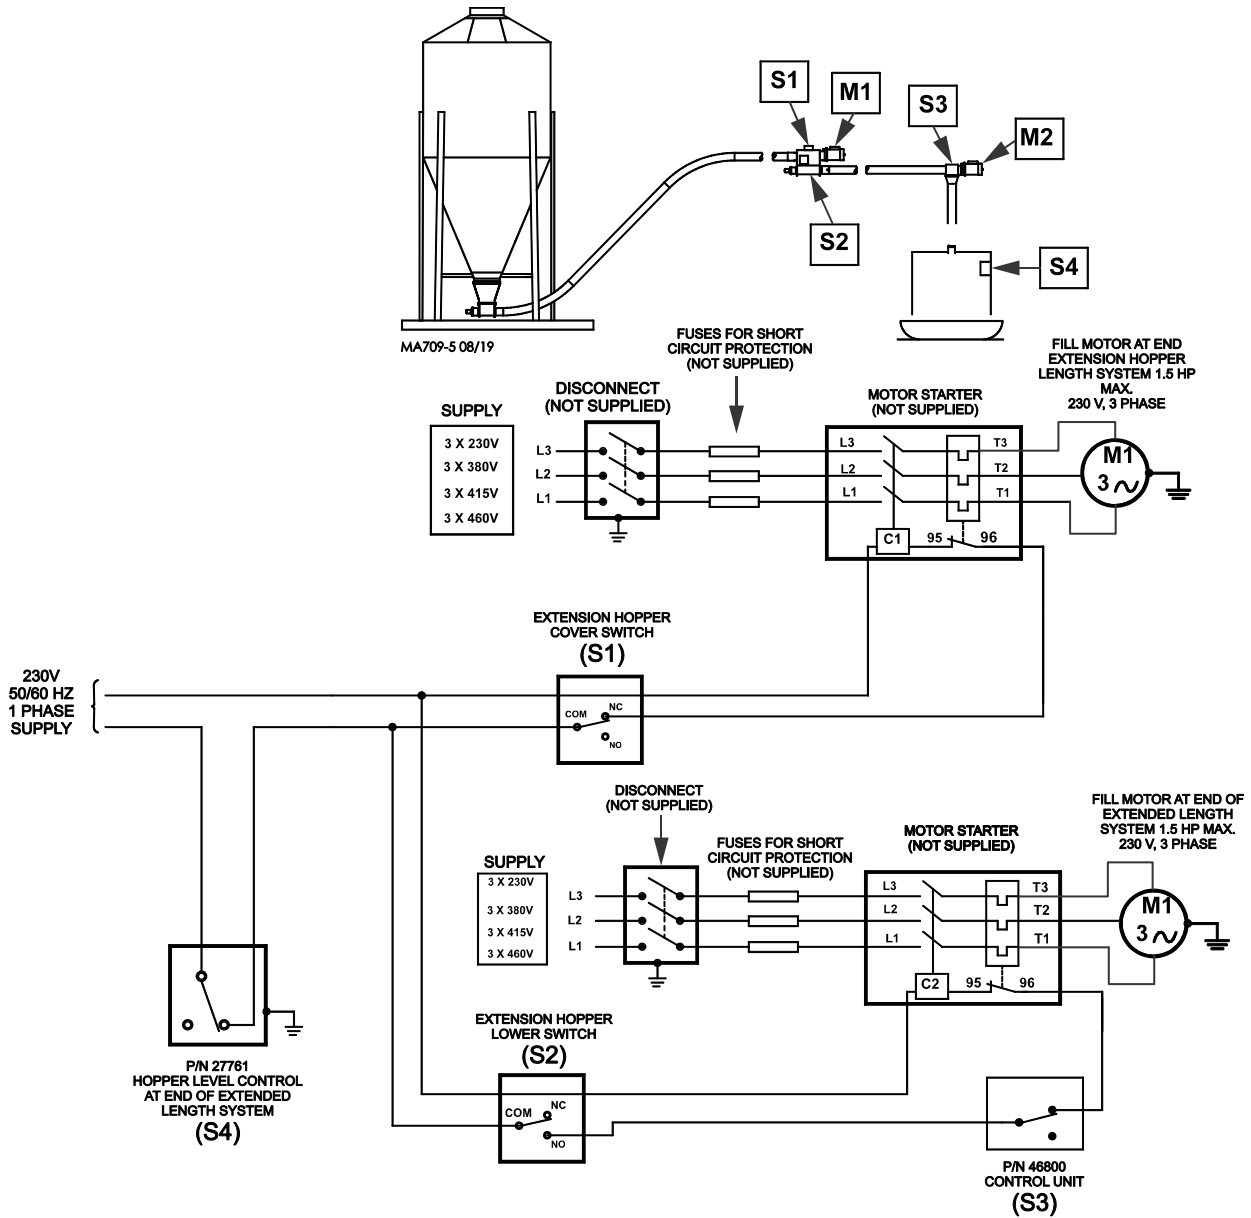 S1
M1
S3
M2
S2
S4
MA709-5 08/19
FUSES FOR SHORT
CIRCUIT PROTECTION
(NOT SUPPLIED)
FILL MOTOR AT END
EXTENSION HOPPER
LENGTH SYSTEM 1.5 HP
MAX.
230 V, 3 PHASE
DISCONNECT
(NOT SUPPLIED)
MOTOR STARTER
(NOT SUPPLIED)
SUPPLY
3 X 230V
3 X 380V
3 X 415V
3 X 460V
L3
L2
L1
L3
L2
L1
T3
T2
T1
M1
3
C1
95
96
EXTENSION HOPPER
COVER SWITCH
(S1)
230V
50/60 HZ
1 PHASE
SUPPLY
COM
NC
NO
DISCONNECT
(NOT SUPPLIED)
FUSES FOR SHORT
CIRCUIT PROTECTION
(NOT SUPPLIED)
MOTOR STARTER
(NOT SUPPLIED)
FILL MOTOR AT END OF
EXTENDED LENGTH
SYSTEM 1.5 HP MAX.
230 V, 3 PHASE
SUPPLY
3 X 230V
3 X 380V
3 X 415V
3 X 460V
L3
L2
L1
L3
L2
L1
T3
T2
T1
M1
3
C2
95
96
EXTENSION HOPPER
LOWER SWITCH
(S2)
COM
NC
NO
P/N 27761
HOPPER LEVEL CONTROL
AT END OF EXTENDED
LENGTH SYSTEM
(S4)
P/N 46800
CONTROL UNIT
(S3)